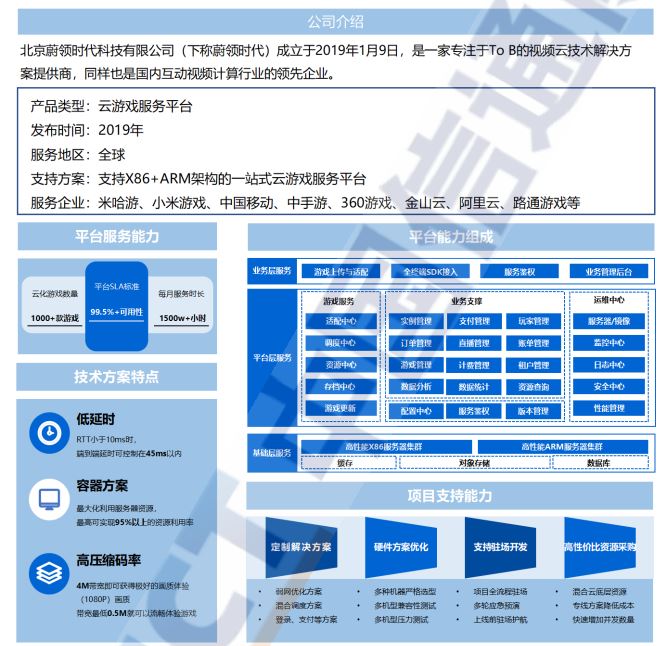 公司介绍
北京蔚领时代科技有限公司（下称蔚领时代）成立于2019年1月9日，是一家专注于To B的视频云技术解决方
案提供商，同样也是国内互动视频计算行业的领先企业。
产品类型：云游戏服务平台
发布时间：2019年
服务地区：全球
支持方案：支持X86+ARM架构的一站式云游戏服务平台
服务企业：米哈游、小米游戏、中国移动、中手游、360游戏、金山云、阿里云、路通游戏等
平台服务能力
云化游戏数量
1000+款游戏
平台SLA标准
99.5%+可用性
每月服务时长
1500w+小时
技术方案特点
低延时
RTT小于10ms时，
端到端延时可控制在45ms以内
容器方案
最大化利用服务器资源，
最高可实现95%以上的资源利用率
高压缩码率
4M带宽即可获得极好的画质体验
（1080P）画质
带宽最低0.5M就可以流畅体验游戏
平台能力组成
业务层服务
游戏上传与适配
全终端SDK接入
服务鉴权
业务管理后台
平台层服务
游戏服务
适配中心
调度中心
资源中心
存档中心
游戏更新
业务支撑
实例管理 支付管理 玩家管理
订单管理 直播管理 账单管理
游戏管理 计费管理 租户管理
数据分析 数据统计 资源查询
配置中心 服务鉴权 版本管理
运维中心
服务器/镜像
监控中心
日志中心
安全中心
性能管理
基础层服务
高性能X86服务器集群
高性能ARM服务器集群
缓存
对象存储
数据库
项目支持能力
定制解决方案
• 弱网优化方案
• 混合调度方案
• 登录、支付等方案
硬件方案优化
• 多种机器严格选型
• 多机型兼容性测试
• 多机型压力测试
支持驻场开发
• 项目全流程驻场
• 多轮应急预演
• 上线前驻场护航
高性价比资源采购
• 混合云底层资源
• 专线方案降低成本
• 快速增加并发数量
中国信通